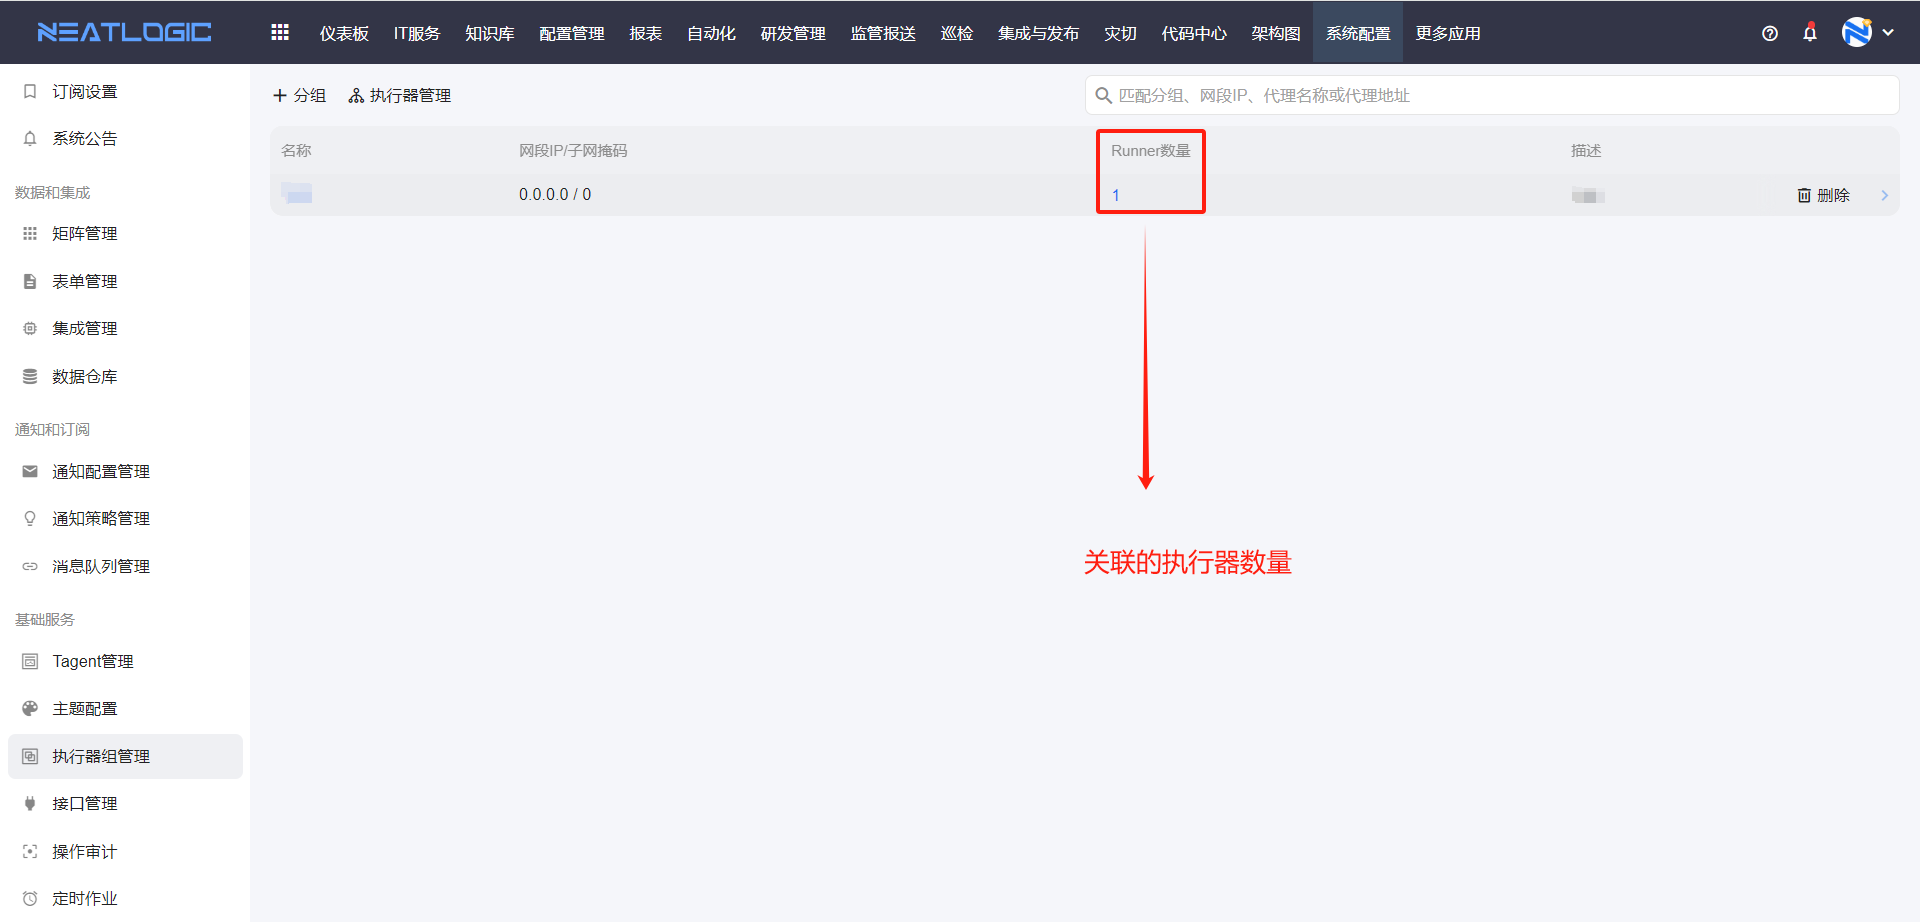 NEATLOGIC
仪表板 IT服务 知识库 配置管理 报表 自动化 研发管理 监管报送 巡检 集成与发布 灾切 代码中心 架构图 系统配置 更多应用
订阅设置
系统公告
数据和集成
矩阵管理
表单管理
集成管理
数据仓库
通知和订阅
通知配置管理
通知策略管理
消息队列管理
基础服务
Tagent管理
主题配置
执行器组管理
接口管理
操作审计
定时作业
分组 执行器管理
匹配分组、网段IP、代理名称或代理地址
名称 网段IP/子网掩码 Runner数量 描述
0.0.0.0 / 0 1 删除
关联的执行器数量